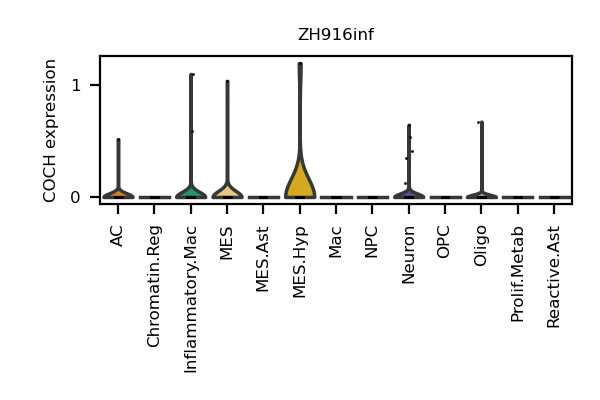 ZH916inf
COCH expression
1
0
AC
Chromatin.Reg
Inflammatory.Mac
MES
MES.Ast
MES.Hyp
Mac
NPC
Neuron
OPC
Oligo
Prolif.Metab
Reactive.Ast